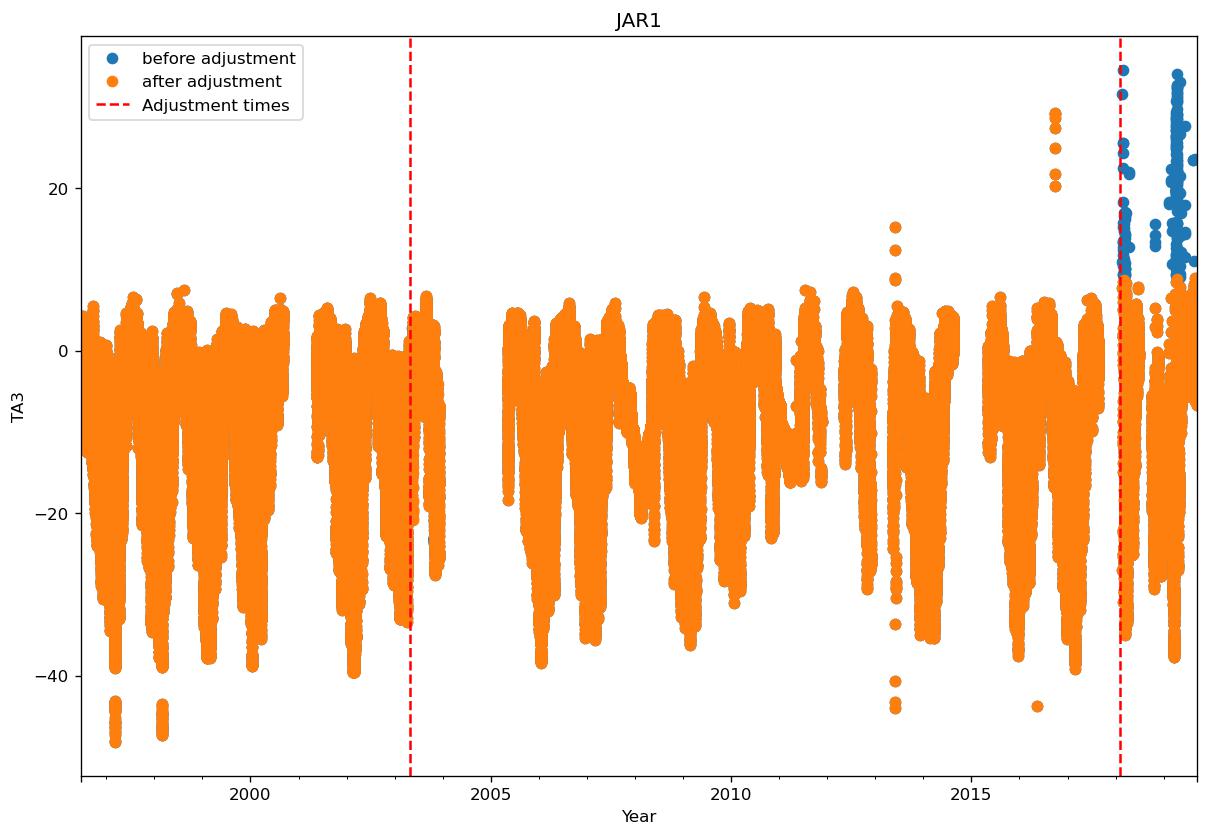 JAR1
before adjustment
after adjustment
Adjustment times
TA3
20
0
−20
−40
2000
2005
2010
2015
Year